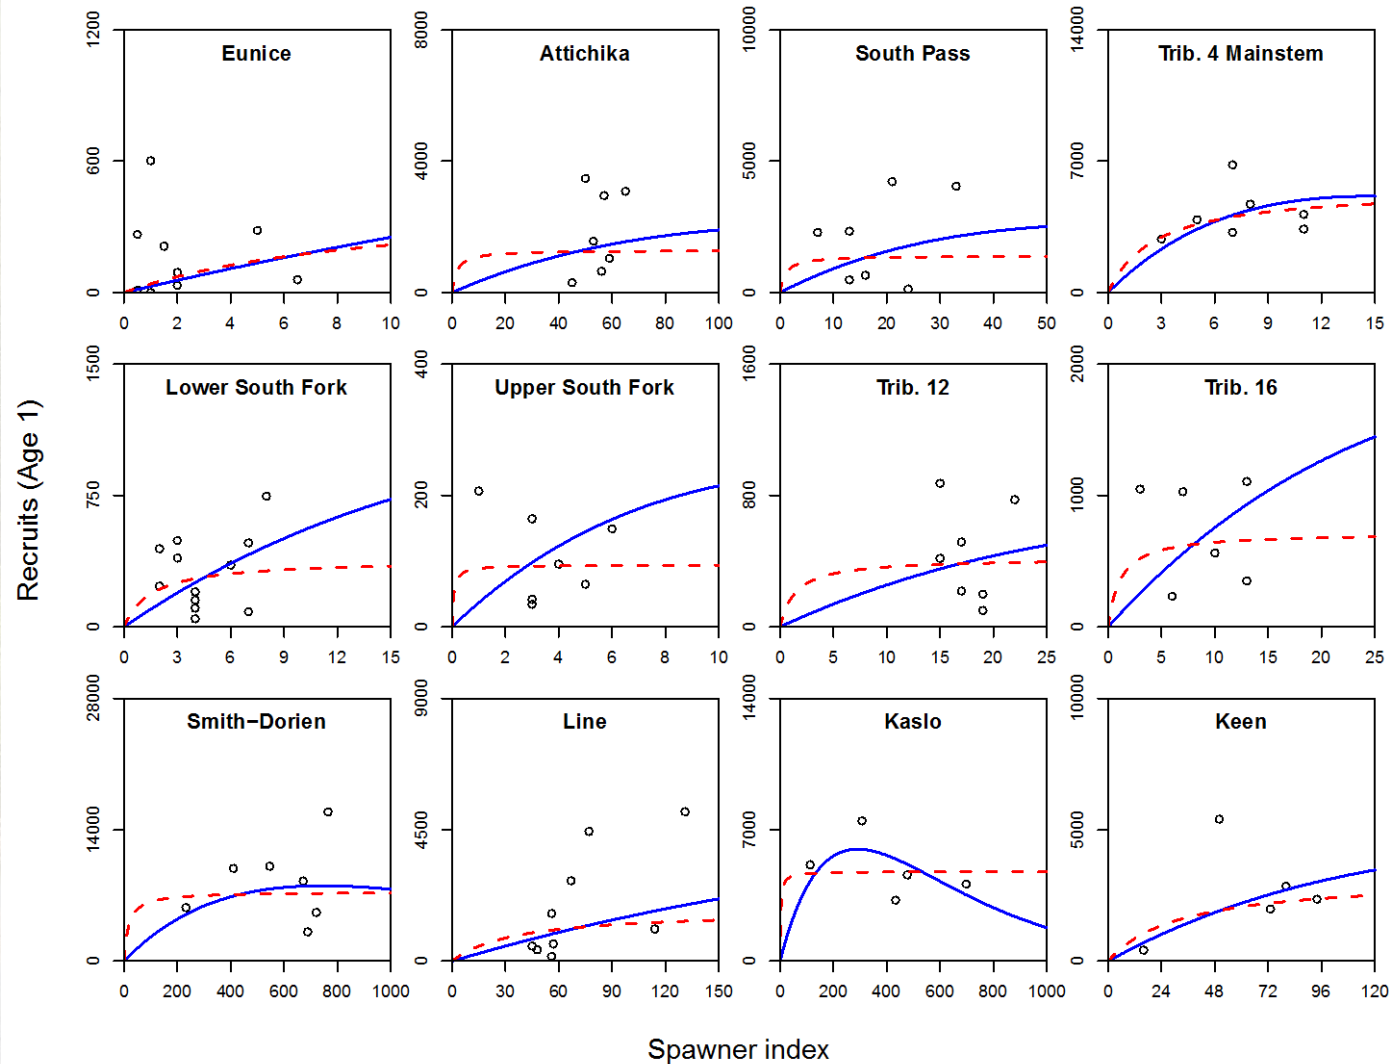 Recruits (Age 1)
Eunice
0 600 1200
0 2 4 6 8 10
Attichika
0 4000 8000
0 20 40 60 80 100
South Pass
0 5000 10000
0 10 20 30 40 50
Trib. 4 Mainstem
0 7000 14000
0 3 6 9 12 15
Lower South Fork
0 750 1500
0 3 6 9 12 15
Upper South Fork
0 200 400
0 2 4 6 8 10
Trib. 12
0 800 1600
0 5 10 15 20 25
Trib. 16
0 1000 2000
0 5 10 15 20 25
Smith−Dorien
0 14000 28000
0 200 400 600 800 1000
Line
0 4500 9000
0 30 60 90 120 150
Kaslo
0 7000 14000
0 200 400 600 800 1000
Keen
0 5000 10000
0 24 48 72 96 120
Spawner index